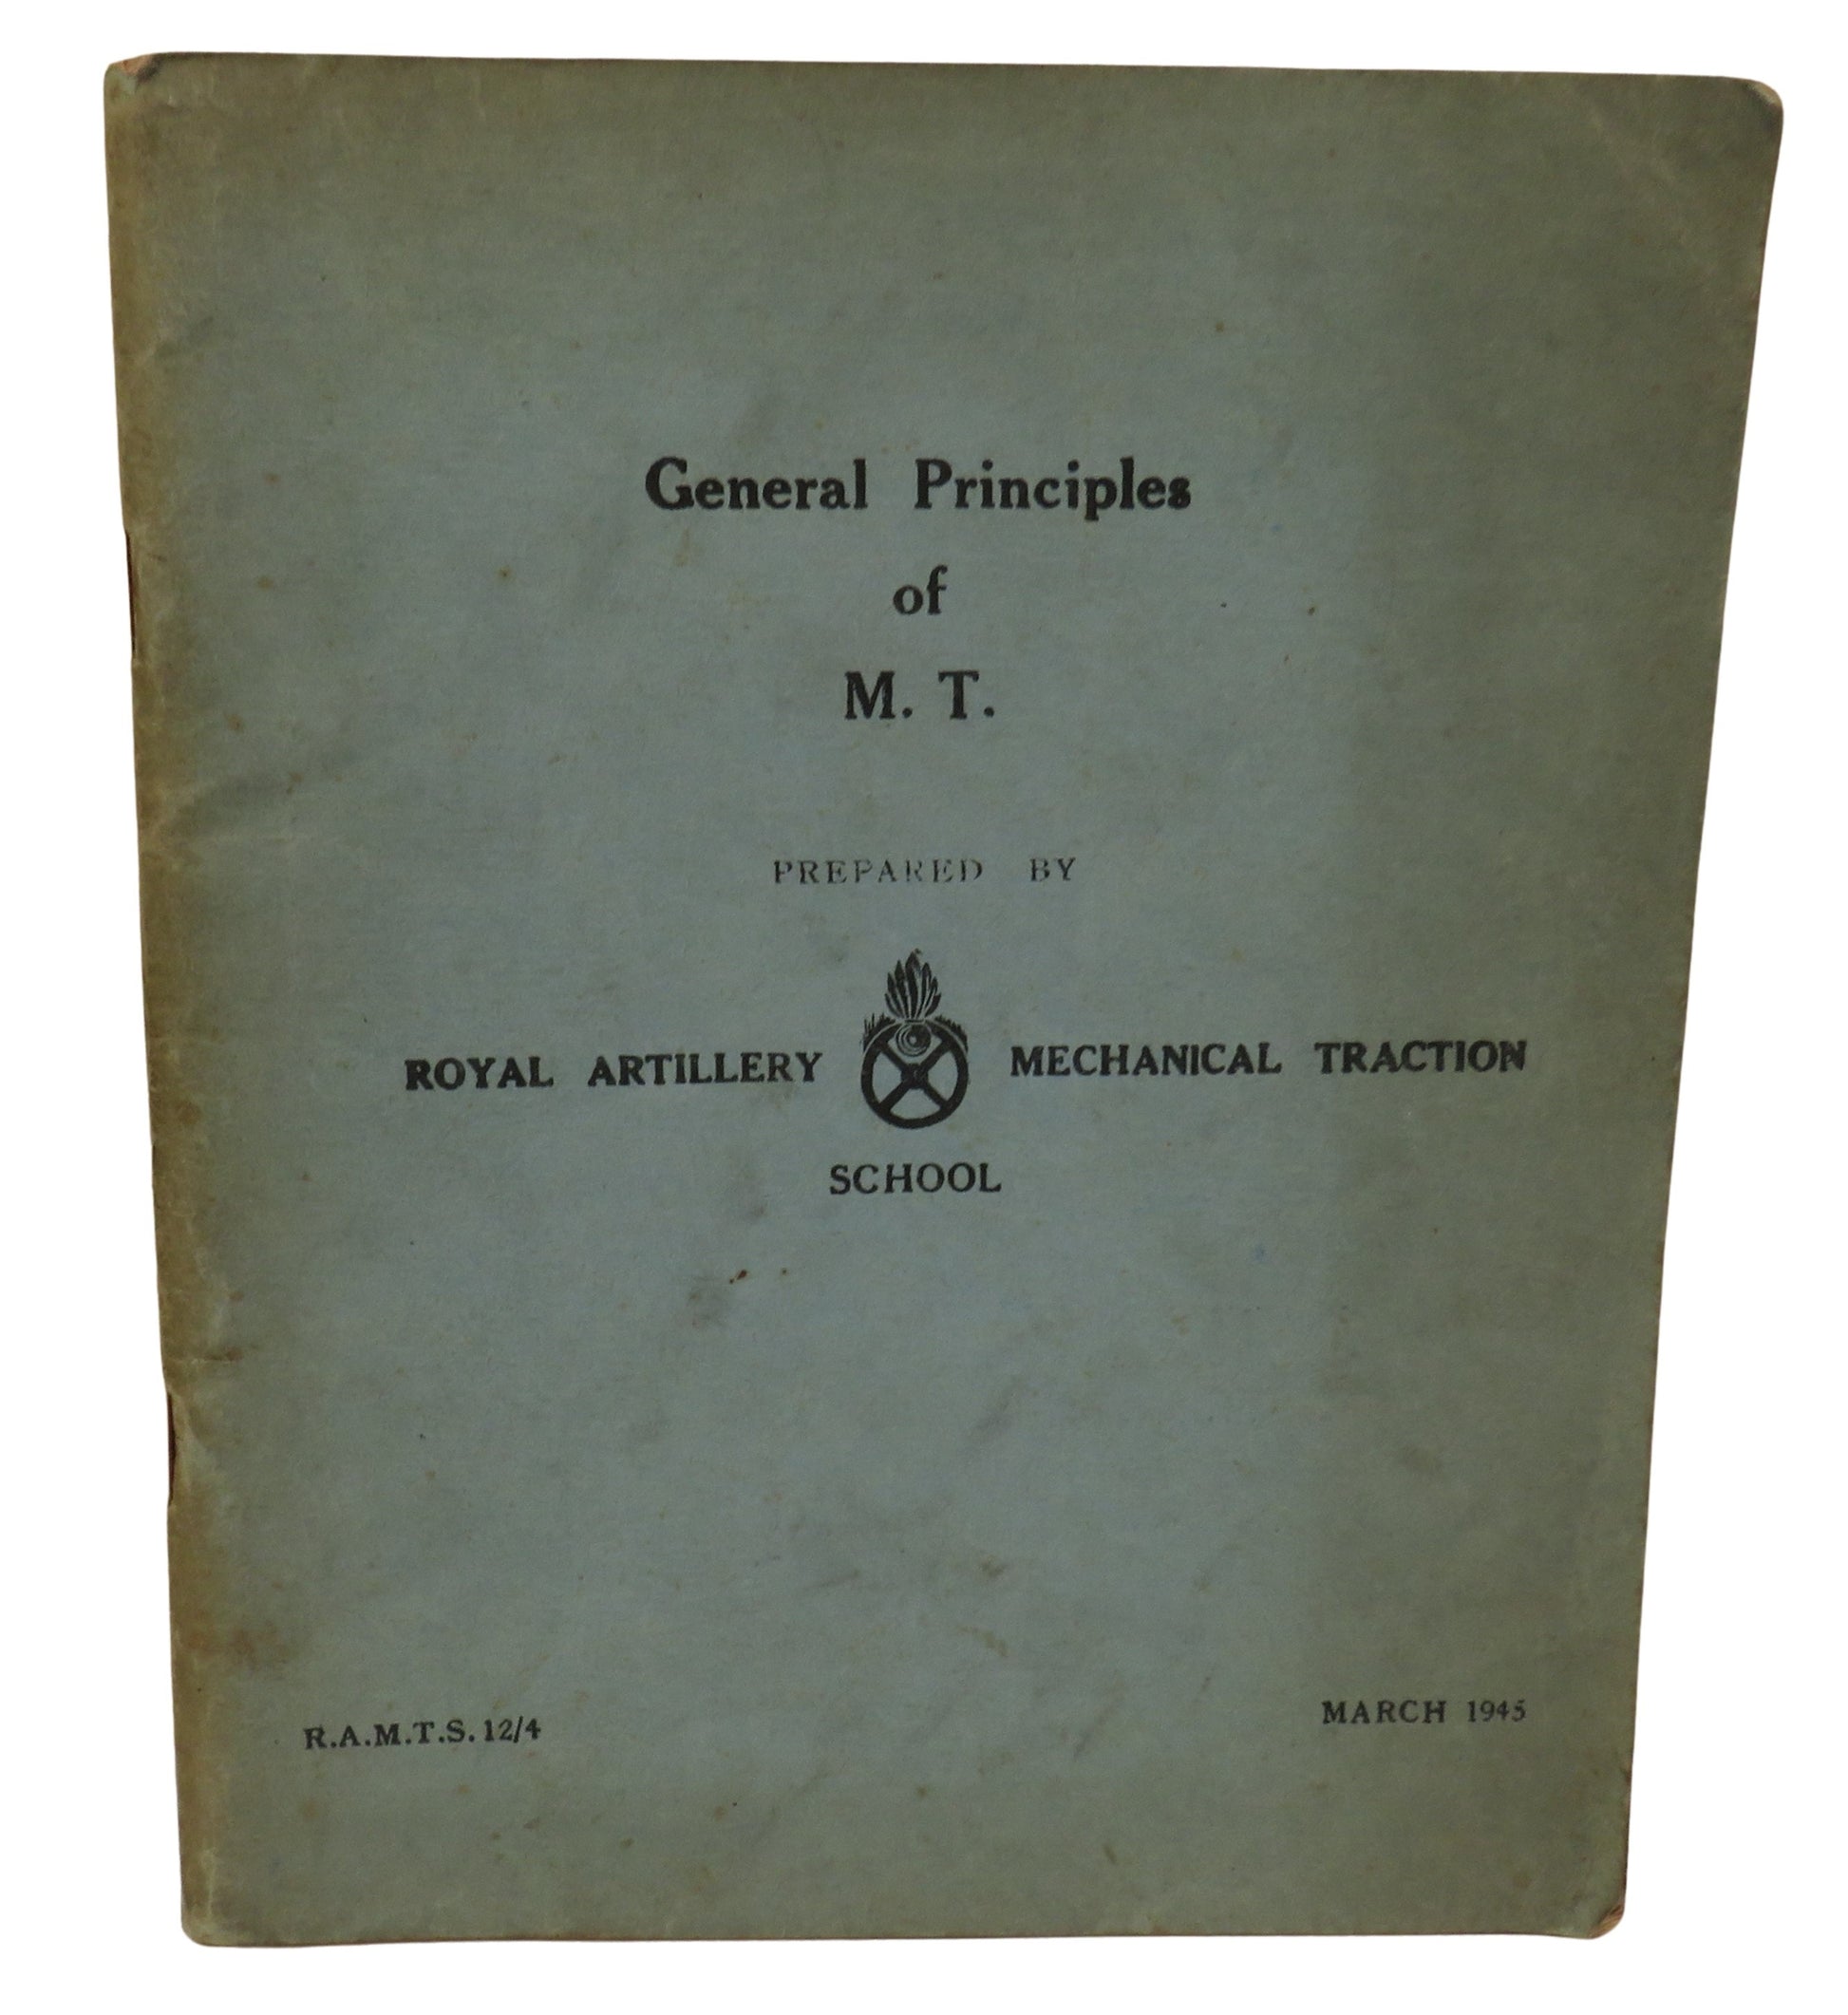 General Principles
of
M. T.
PREPARED BY
ROYAL ARTILLERY MECHANICAL TRACTION
SCHOOL
R.A.M.T.S. 12/4
MARCH 1945